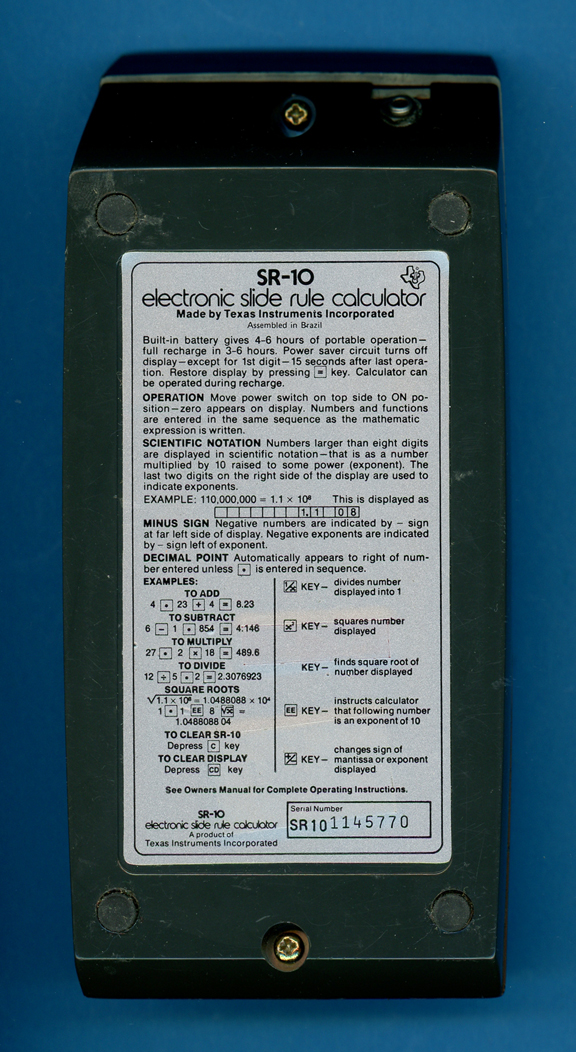 SR-10
electronic slide rule calculator
Made by Texas Instruments Incorporated
Assembled in Brazil
Built-in battery gives 4-6 hours of portable operation—
full recharge in 3-6 hours. Power saver circuit turns off
display—except for 1st digit—15 seconds after last opera-
tion. Restore display by pressing = key. Calculator can
be operated during recharge.
OPERATION Move power switch on top side to ON po-
sition—zero appears on display. Numbers and functions
are entered in the same sequence as the mathematic
expression is written.
SCIENTIFIC NOTATION Numbers larger than eight digits
are displayed in scientific notation—that is as a number
multiplied by 10 raised to some power (exponent). The
last two digits on the right side of the display are used to
indicate exponents.
EXAMPLE: 110,000,000 = 1.1 × 10⁸ This is displayed as
1. 1 0 8
MINUS SIGN Negative numbers are indicated by – sign
at far left side of display. Negative exponents are indicated
by – sign left of exponent.
DECIMAL POINT Automatically appears to right of num-
ber entered unless • is entered in sequence.
EXAMPLES:
TO ADD
4 • 23 + 4 = 8.23
TO SUBTRACT
6 – 1 • 854 = 4.146
TO MULTIPLY
27 • 2 × 18 = 489.6
TO DIVIDE
12 ÷ 5 • 2 = 2.3076923
SQUARE ROOTS
√1.1 × 10⁸ = 1.0488088 × 10⁴
1 • 1 EE 8 √x =
1.0488088 04
TO CLEAR SR-10
Depress C key
TO CLEAR DISPLAY
Depress CD key
1/x KEY— divides number
displayed into 1
x² KEY— squares number
displayed
KEY— finds square root of
number displayed
EE KEY— instructs calculator
that following number
is an exponent of 10
+/- KEY— changes sign of
mantissa or exponent
displayed
See Owners Manual for Complete Operating Instructions.
SR-10
electronic slide rule calculator
A product of
Texas Instruments Incorporated
Serial Number
SR10 1145770